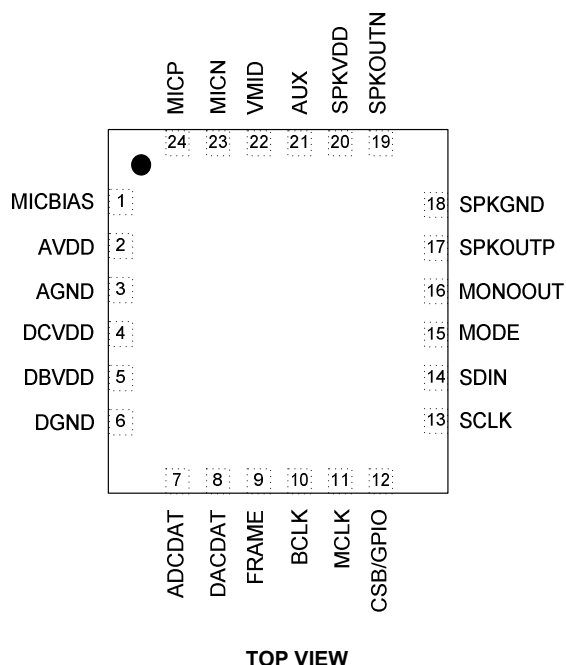 MICP MICN VMID AUX SPKVDD SPKOUTN
24 23 22 21 20 19
MICBIAS 1 18 SPKGND
AVDD 2 17 SPKOUTP
AGND 3 16 MONOOUT
DCVDD 4 15 MODE
DBVDD 5 14 SDIN
DGND 6 13 SCLK
7 8 9 10 11 12
ADCDAT DACDAT FRAME BCLK MCLK CSB/GPIO
TOP VIEW